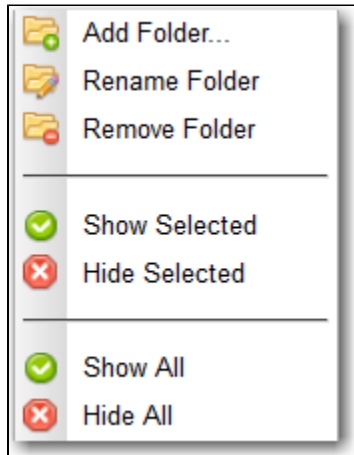 Add Folder...
Rename Folder
Remove Folder
Show Selected
Hide Selected
Show All
Hide All